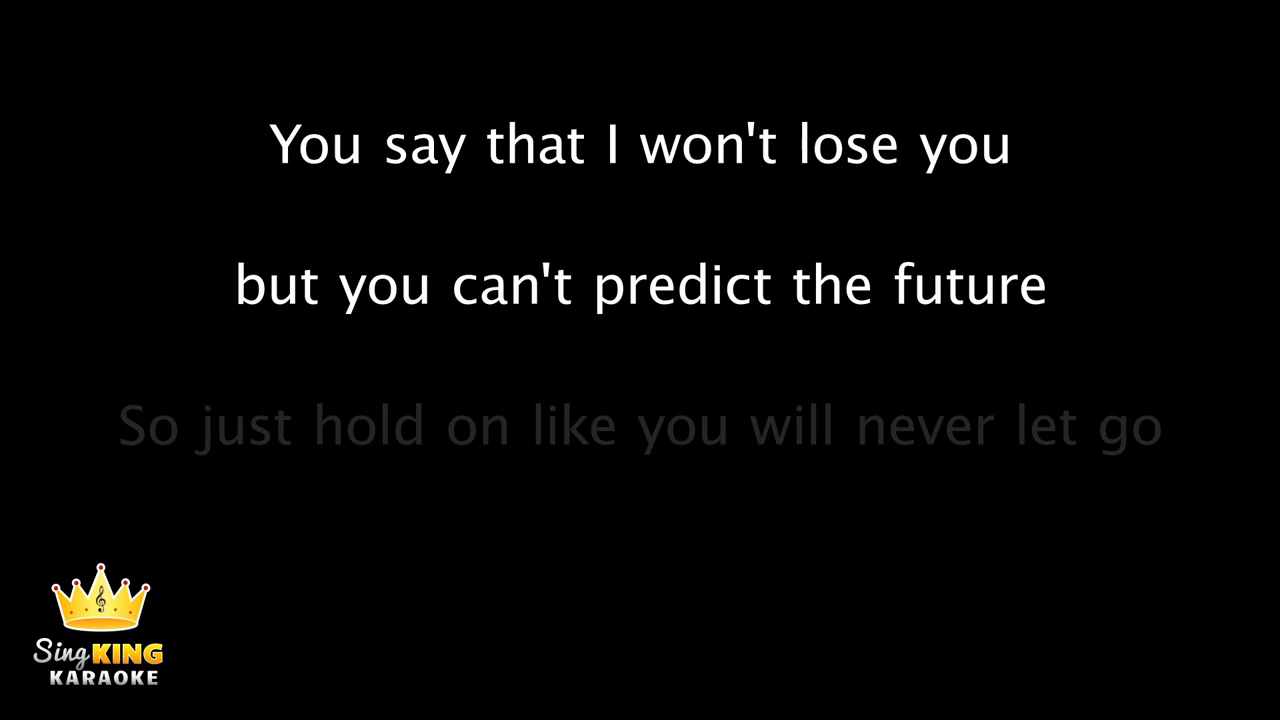 You say that I won't lose you
but you can't predict the future
So just hold on like you will never let go
Sing KING
KARAOKE